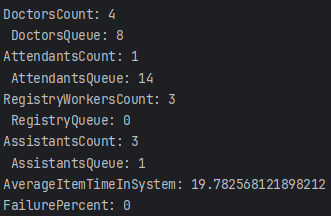 DoctorsCount: 4
DoctorsQueue: 8
AttendantsCount: 1
AttendantsQueue: 14
RegistryWorkersCount: 3
RegistryQueue: 0
AssistantsCount: 3
AssistantsQueue: 1
AverageItemTimeInSystem: 19.782568121898212
FailurePercent: 0